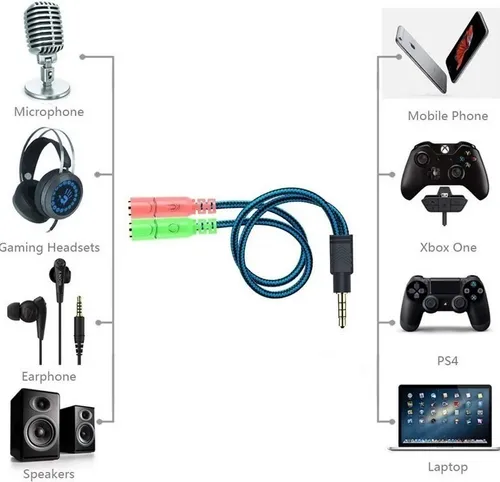 Microphone
Mobile Phone
Gaming Headsets
Xbox One
Earphone
PS4
Speakers
Laptop